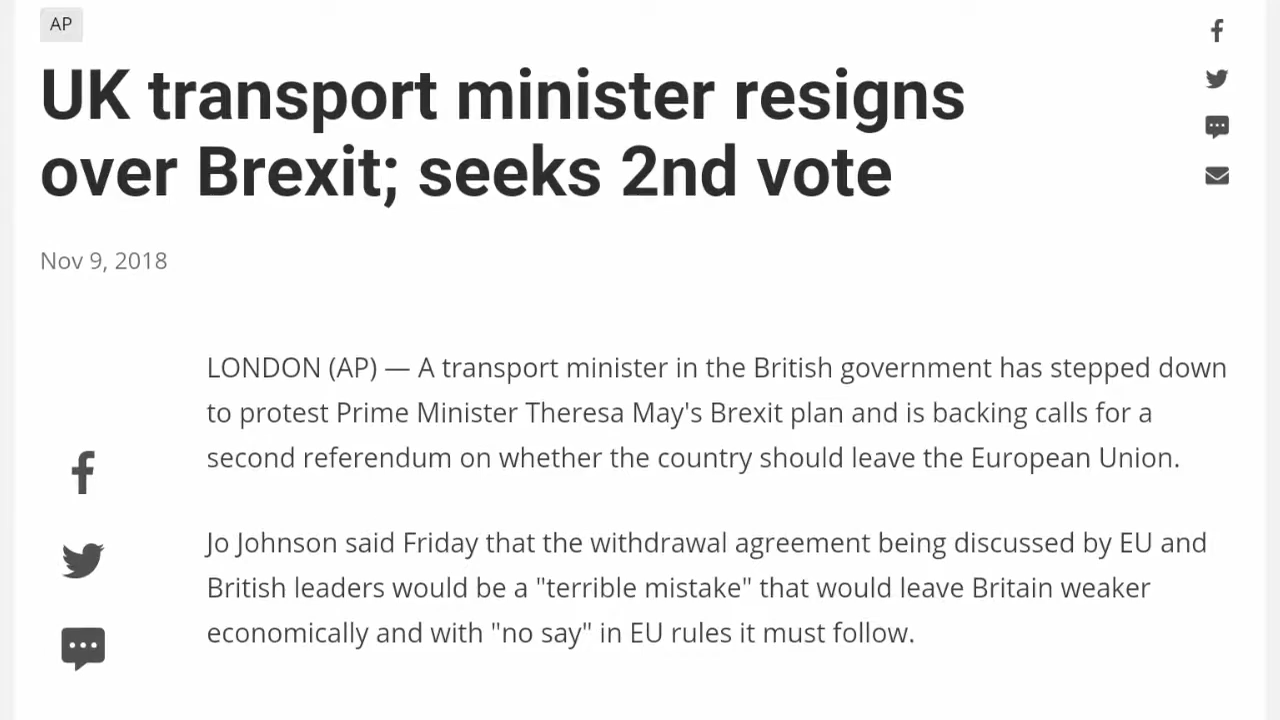 AP
UK transport minister resigns
over Brexit; seeks 2nd vote
Nov 9, 2018
LONDON (AP) — A transport minister in the British government has stepped down
to protest Prime Minister Theresa May's Brexit plan and is backing calls for a
second referendum on whether the country should leave the European Union.
Jo Johnson said Friday that the withdrawal agreement being discussed by EU and
British leaders would be a "terrible mistake" that would leave Britain weaker
economically and with "no say" in EU rules it must follow.